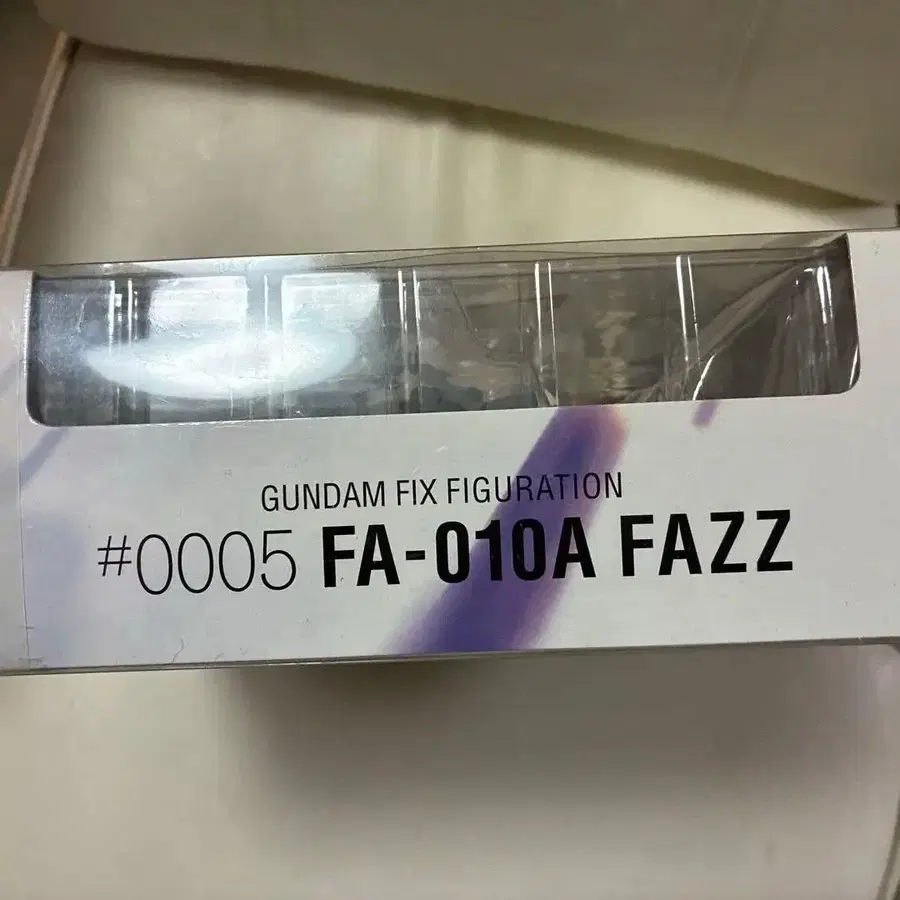 GUNDAM FIX FIGURATION
#0005 FA-010A FAZZ